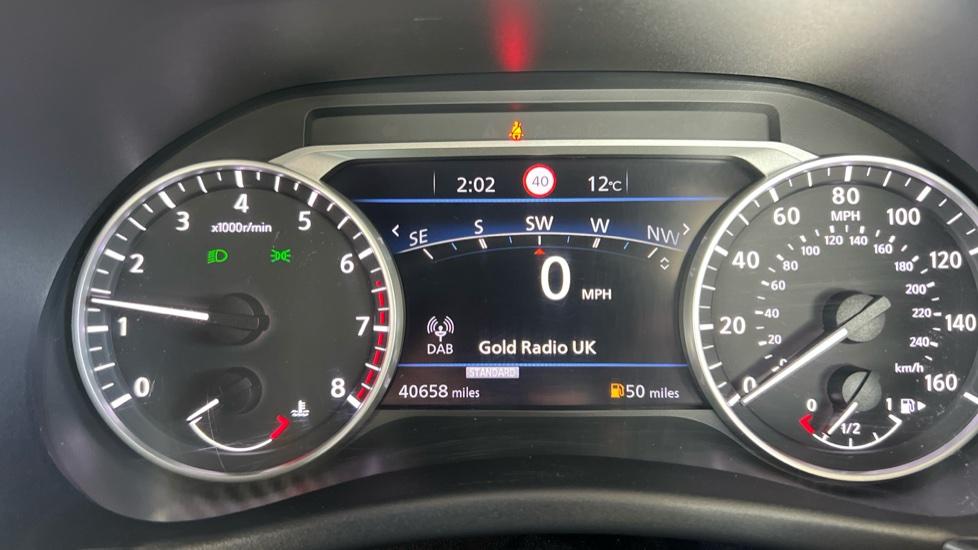 2:02 40 12°C
SE S SW W NW
0 MPH
DAB
Gold Radio UK
STANDARD
40658 miles 50 miles
x1000r/min
0 1 2 3 4 5 6 7 8
MPH
0 20 40 60 80 100 120 140 160
0 20 40 60 80 100 120 140 160 180 200 220 240
km/h
0 1/2 1